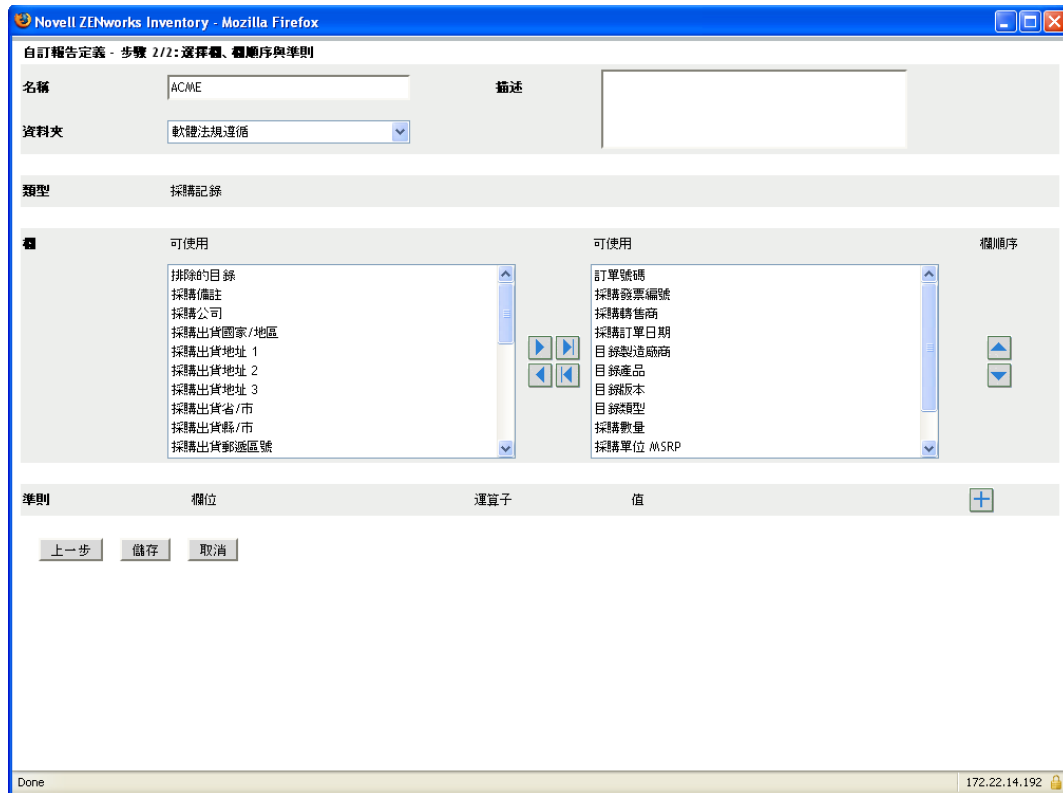 Novell ZENworks Inventory - Mozilla Firefox
自訂報告定義 - 步驟 2/2:選擇欄、欄順序與準則
名稱 ACME 描述
資料夾 軟體法規遵循
類型 採購記錄
欄 可使用 可使用 欄順序
排除的目錄 訂單號碼
採購備註 採購發票編號
採購公司 採購轉售商
採購出貨國家/地區 採購訂單日期
採購出貨地址 1 目錄製造廠商
採購出貨地址 2 目錄產品
採購出貨地址 3 目錄版本
採購出貨省/市 目錄類型
採購出貨縣/市 採購數量
採購出貨郵遞區號 採購單位 MSRP
準則 欄位 運算子 值
上一步 儲存 取消
Done 172.22.14.192